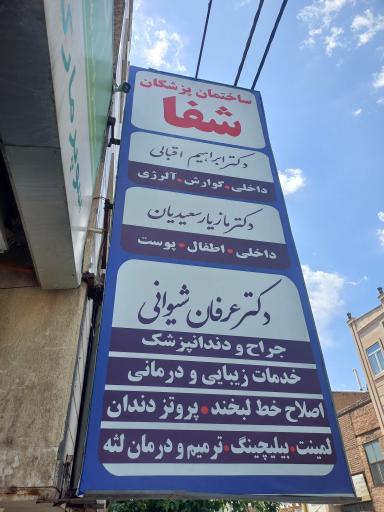 ساختمان پزشکان
شفا
دکتر ابراهیم اقبالی
داخلی • گوارش • آلرژی
دکتر مازیار سعیدیان
داخلی • اطفال • پوست
دکتر عرفان شیوانی
جراح و دندانپزشک
خدمات زیبایی و درمانی
اصلاح خط لبخند • پروتز دندان
لمینت • بیلیچینگ • ترمیم و درمان لثه